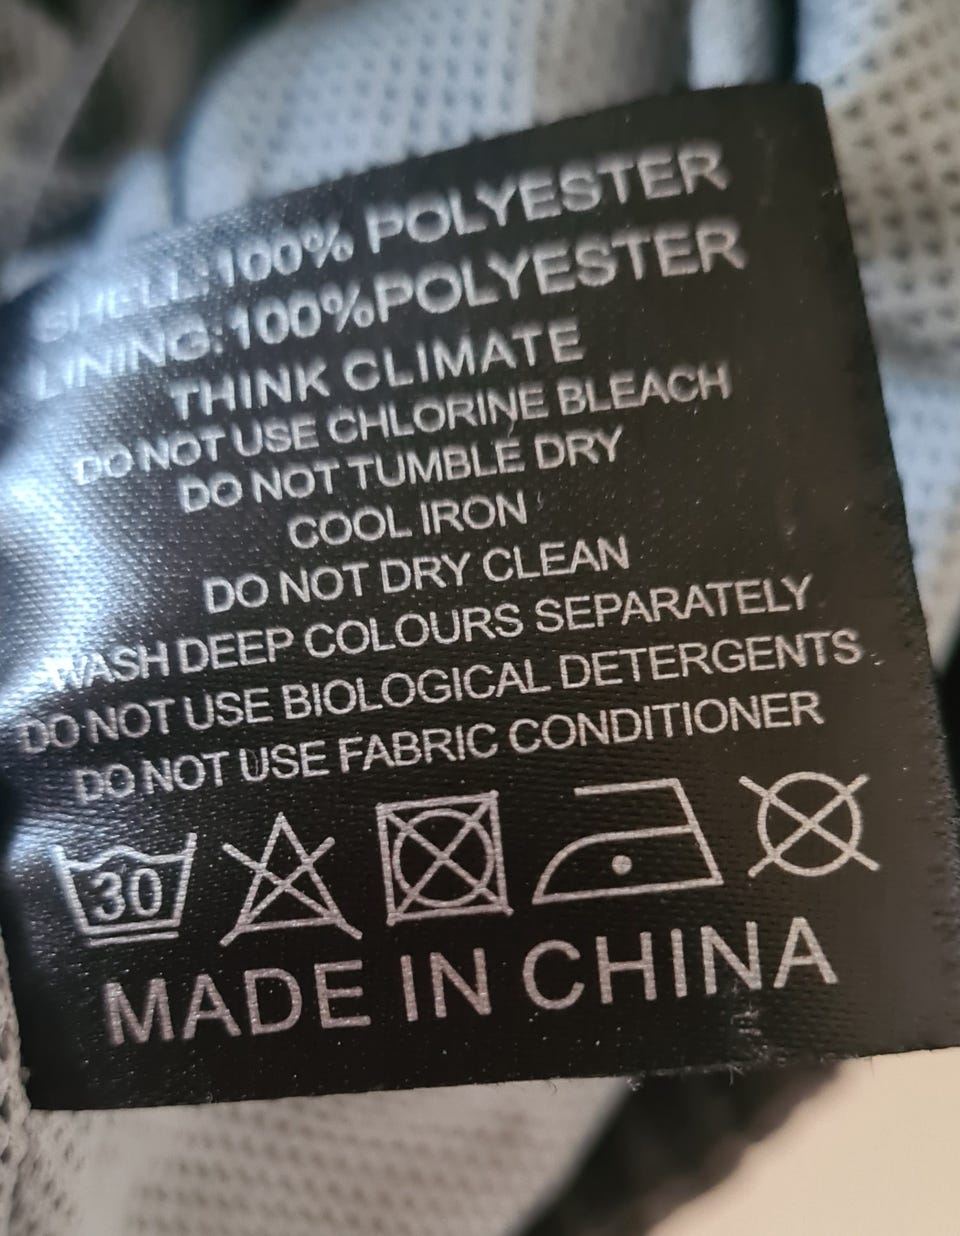 SHELL:100% POLYESTER
LINING:100%POLYESTER
THINK CLIMATE
DO NOT USE CHLORINE BLEACH
DO NOT TUMBLE DRY
COOL IRON
DO NOT DRY CLEAN
WASH DEEP COLOURS SEPARATELY
DO NOT USE BIOLOGICAL DETERGENTS
DO NOT USE FABRIC CONDITIONER
30
MADE IN CHINA